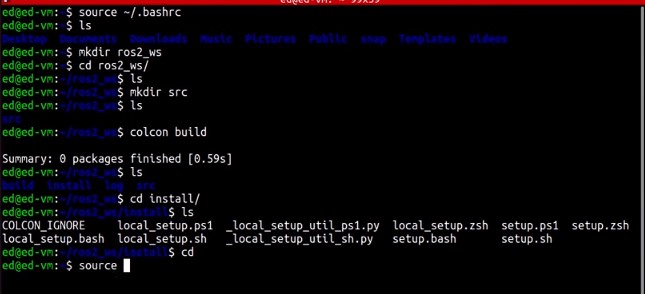 ed@ed-vm: ~ 99x39
ed@ed-vm:~$ source ~/.bashrc
ed@ed-vm:~$ ls
Desktop Documents Downloads Music Pictures Public snap Templates Videos
ed@ed-vm:~$ mkdir ros2_ws
ed@ed-vm:~$ cd ros2_ws/
ed@ed-vm:~/ros2_ws$ ls
ed@ed-vm:~/ros2_ws$ mkdir src
ed@ed-vm:~/ros2_ws$ ls
src
ed@ed-vm:~/ros2_ws$ colcon build
Summary: 0 packages finished [0.59s]
ed@ed-vm:~/ros2_ws$ ls
build install log src
ed@ed-vm:~/ros2_ws$ cd install/
ed@ed-vm:~/ros2_ws/install$ ls
COLCON_IGNORE local_setup.ps1 _local_setup_util_ps1.py local_setup.zsh setup.ps1 setup.zsh
local_setup.bash local_setup.sh _local_setup_util_sh.py setup.bash setup.sh
ed@ed-vm:~/ros2_ws/install$ cd
ed@ed-vm:~$ source